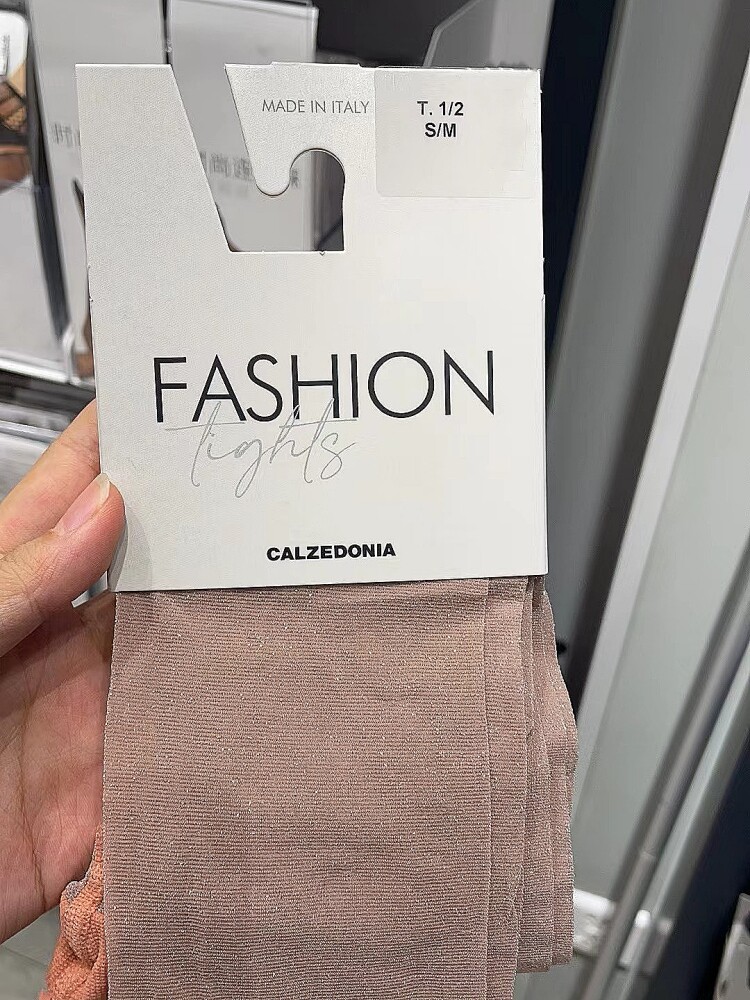 MADE IN ITALY
T. 1/2
S/M
FASHION
tights
CALZEDONIA